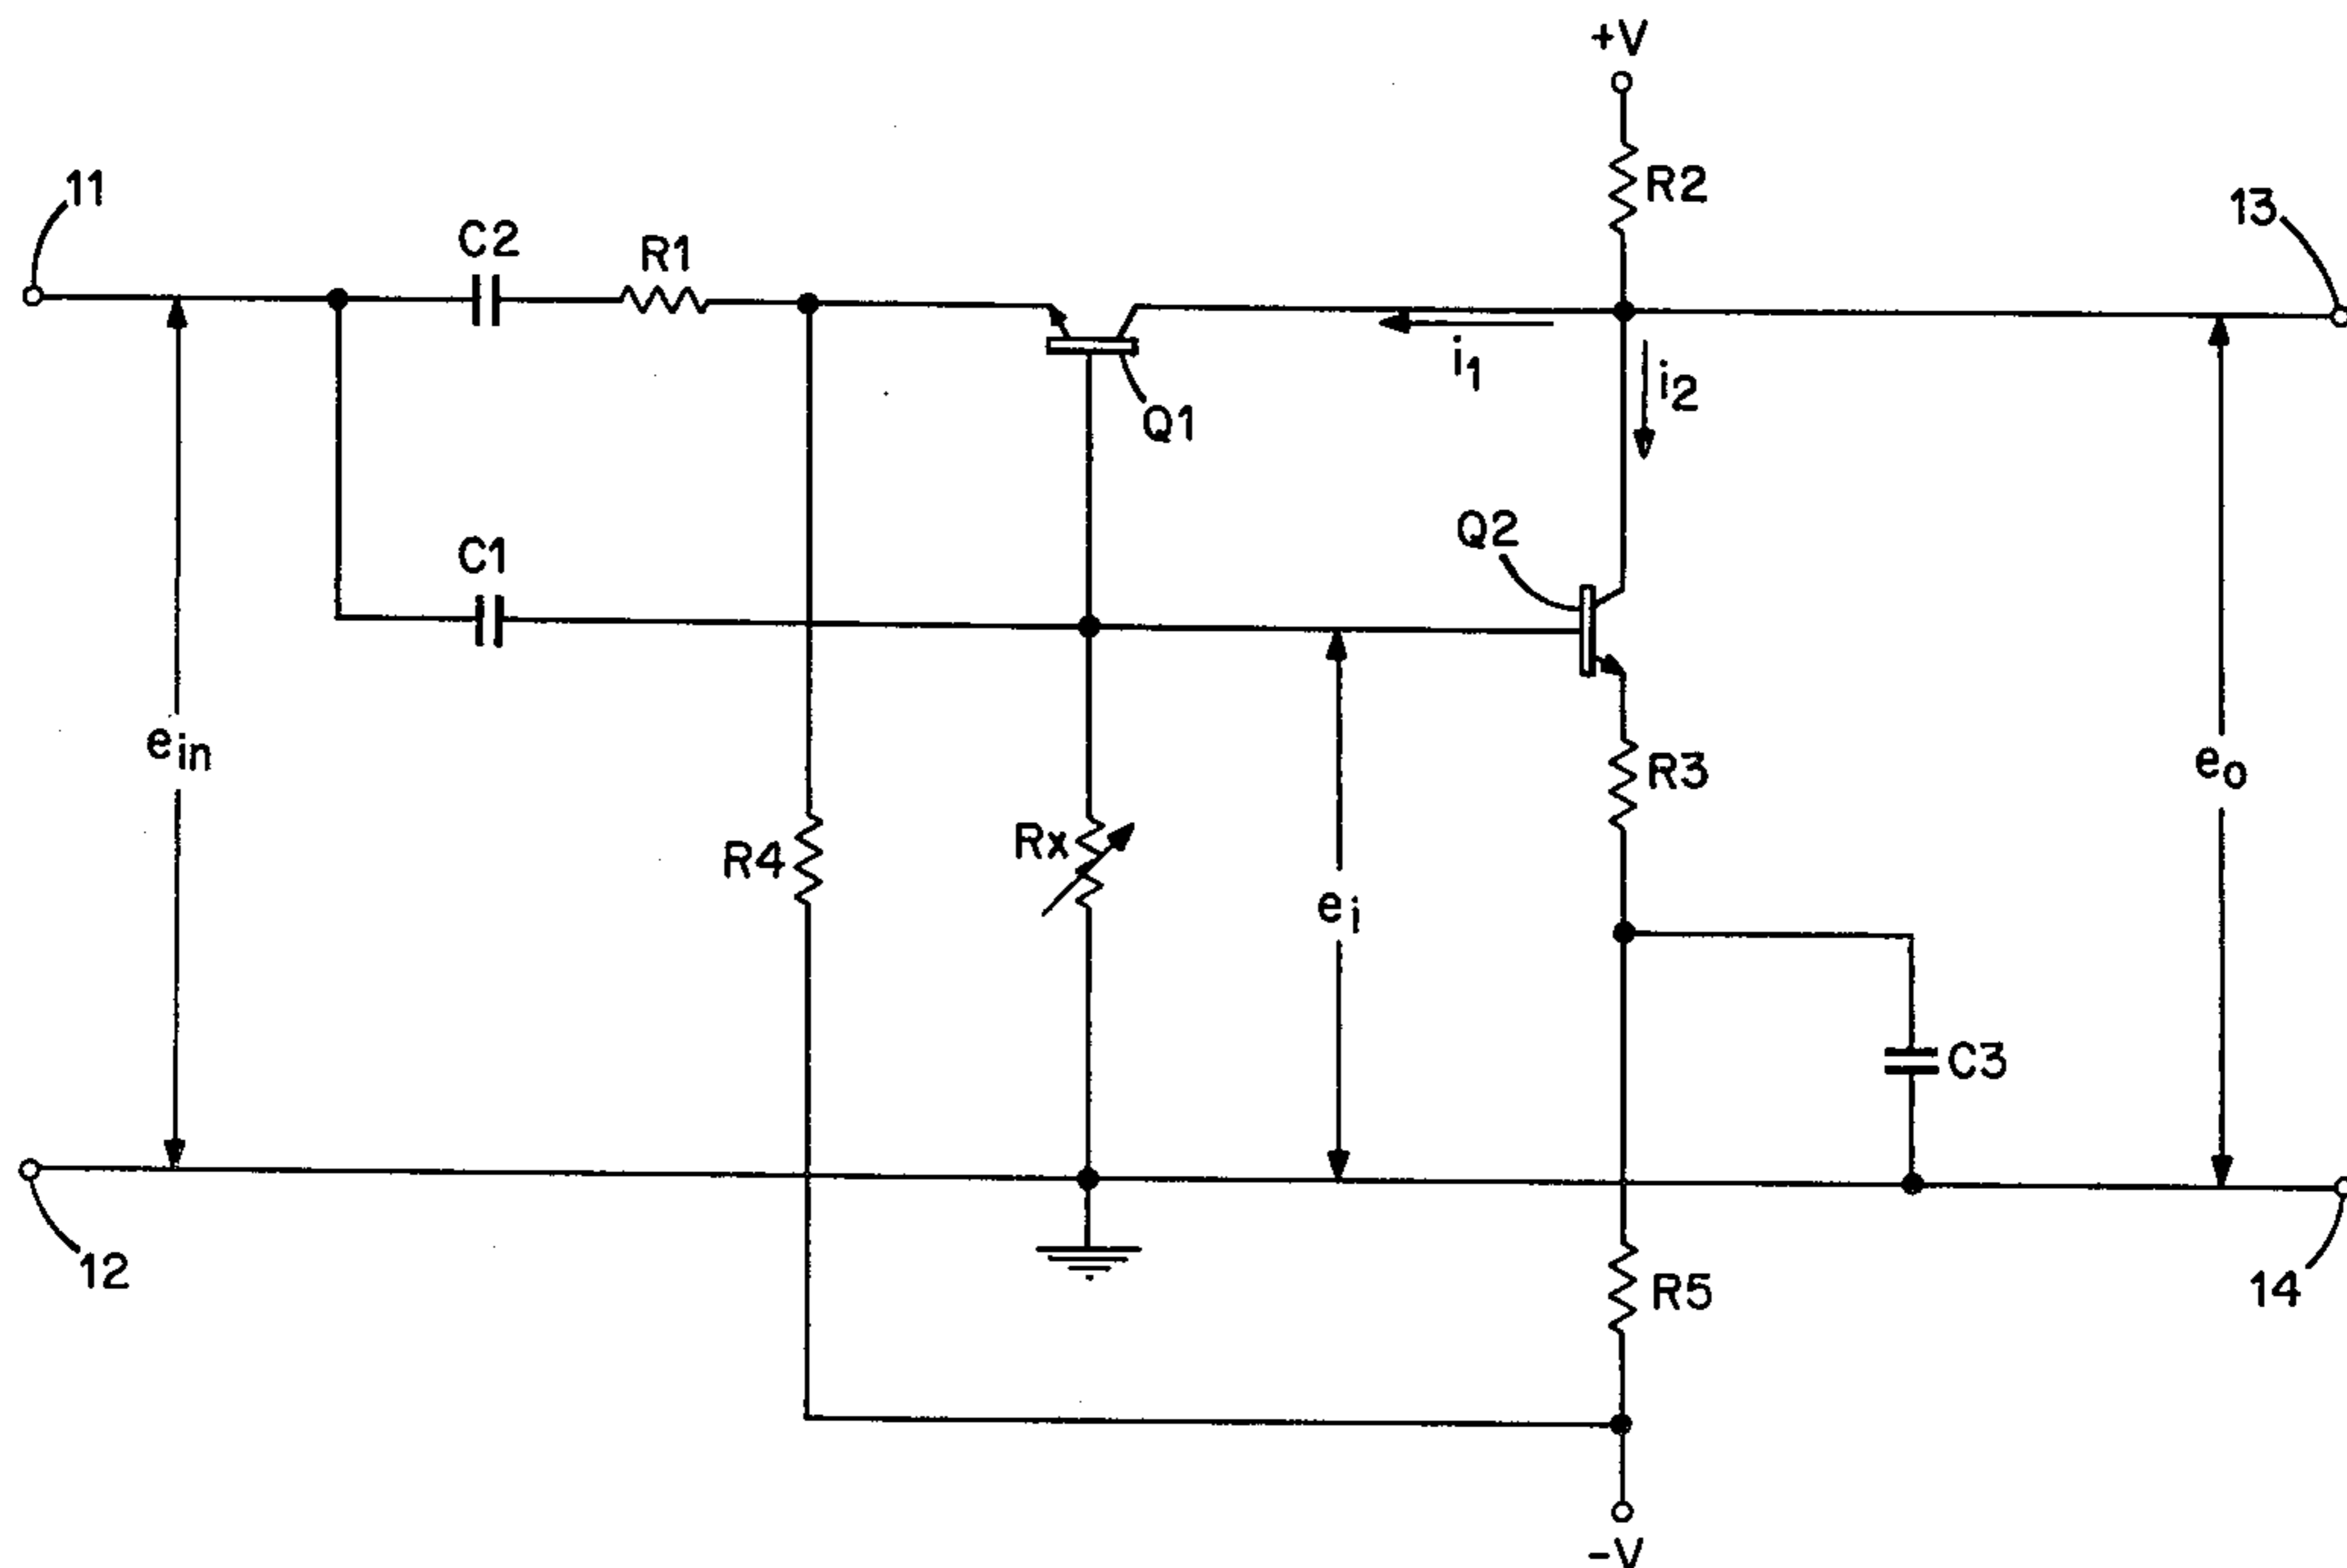 +V
R2
11
13
C2
R1
i1
i2
Q1
Q2
C1
ein
R3
eo
R4
Rx
ei
C3
12
R5
14
-V